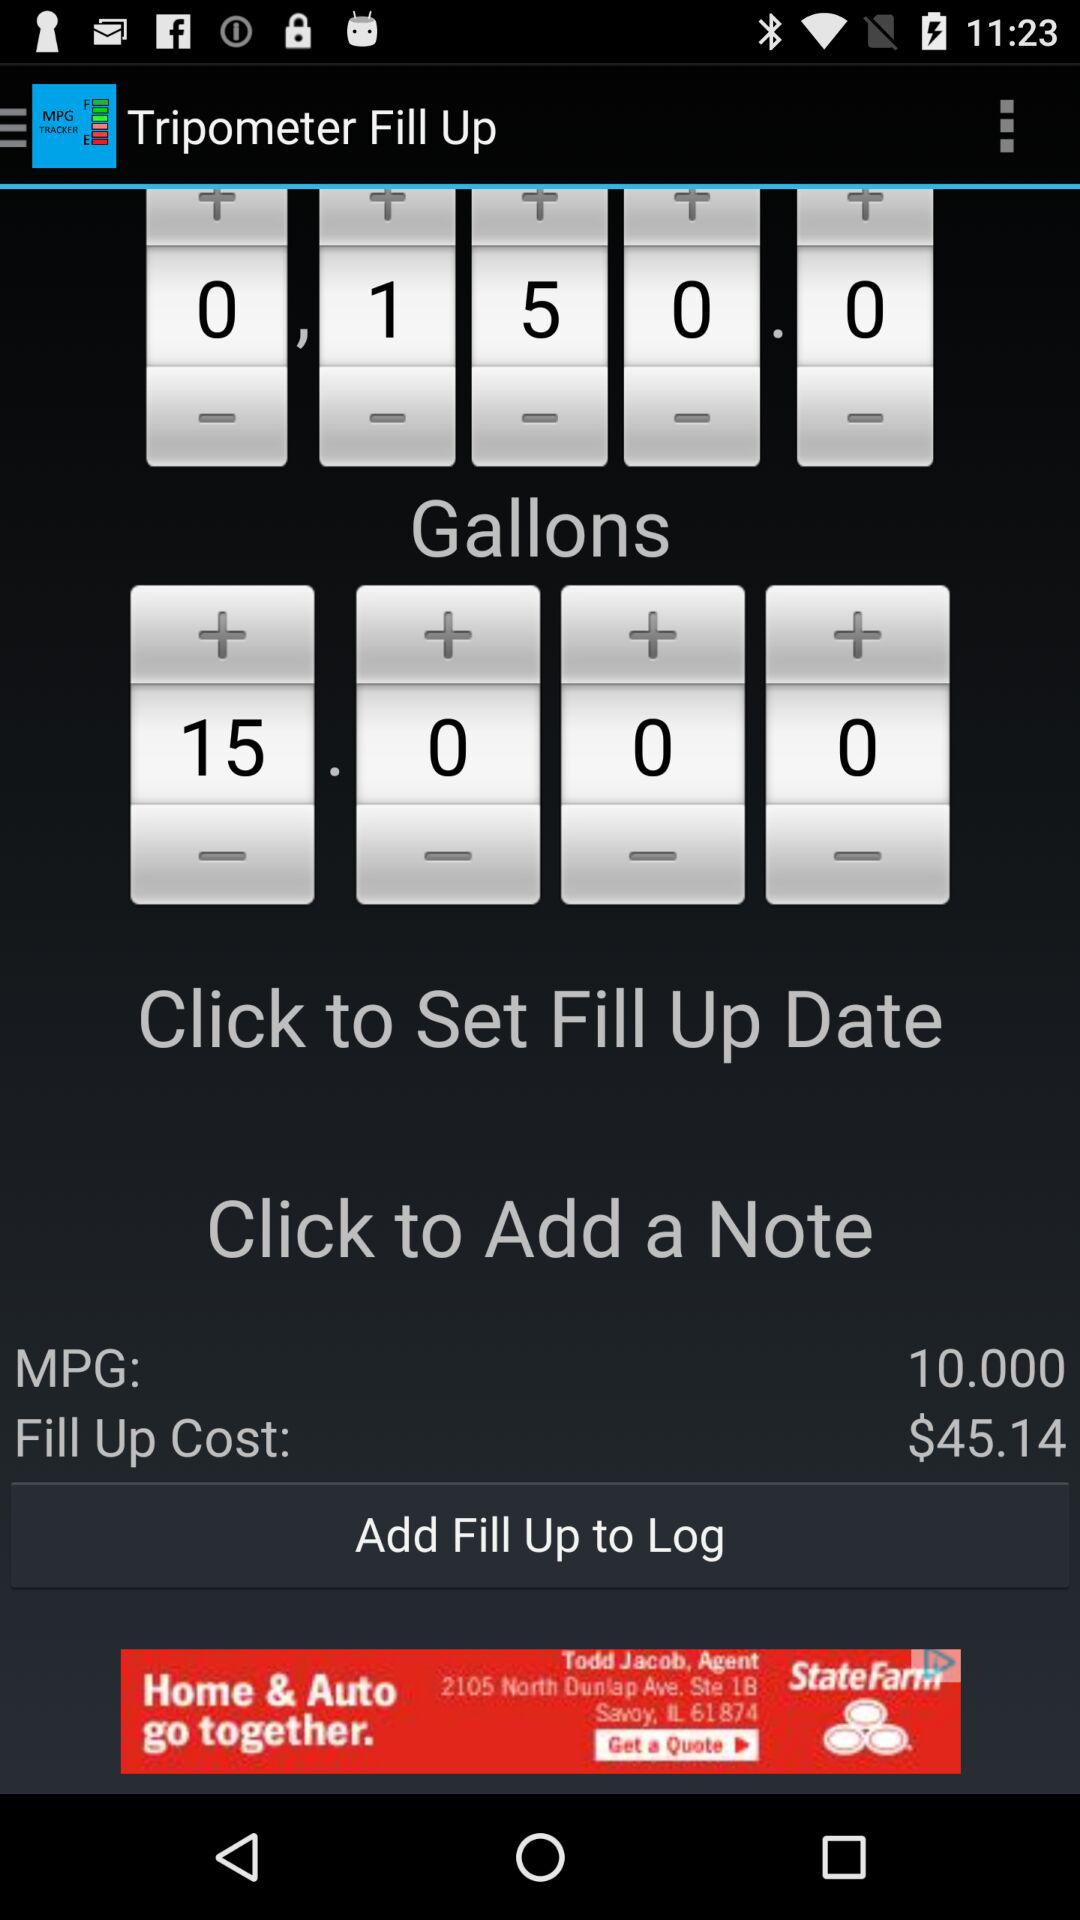 11:23
MPG
TRACKER
F
E
Tripometer Fill Up
+ + + + +
0 , 1 5 0 . 0
− − − − −
Gallons
+ + + +
15 . 0 0 0
− − − −
Click to Set Fill Up Date
Click to Add a Note
MPG: 10.000
Fill Up Cost: $45.14
Add Fill Up to Log
Home & Auto
go together.
Todd Jacob, Agent
2105 North Dunlap Ave. Ste 1B
Savoy, IL 61874
Get a Quote
StateFarm